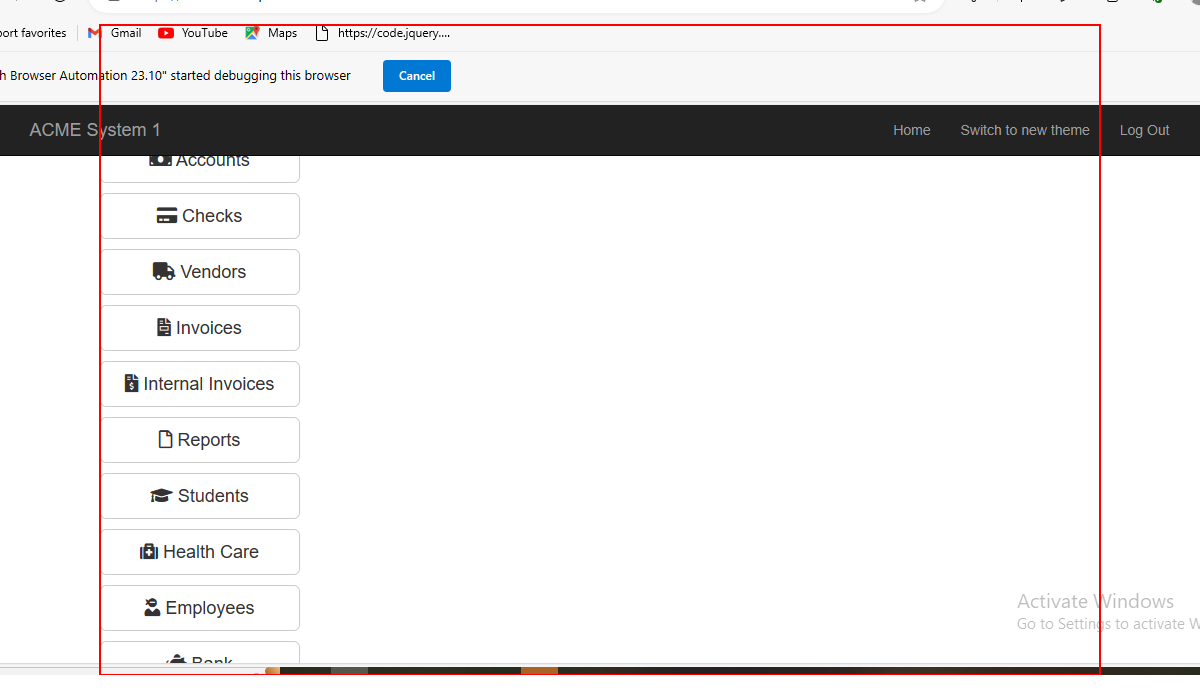 ort favorites Gmail YouTube Maps https://code.jquery....
h Browser Automation 23.10" started debugging this browser Cancel
ACME System 1 Home Switch to new theme Log Out
Accounts
Checks
Vendors
Invoices
Internal Invoices
Reports
Students
Health Care
Employees
Bank
Activate Windows
Go to Settings to activate W